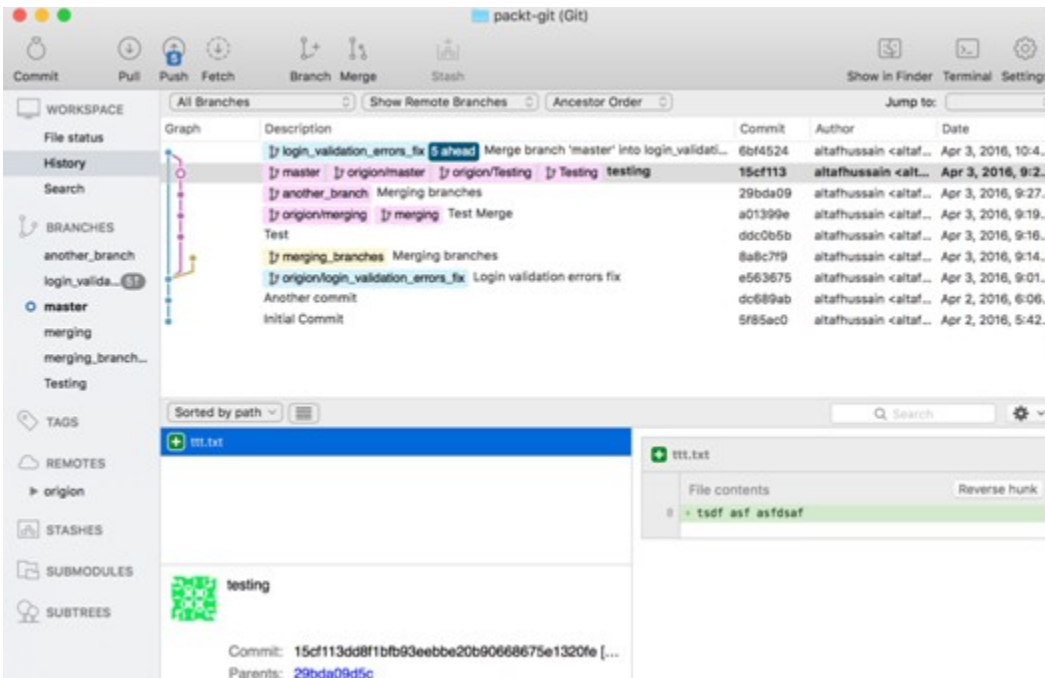 packt-git (Git)
5
Commit Pull Push Fetch Branch Merge Stash Show in Finder Terminal Settings
WORKSPACE
File status
History
Search
BRANCHES
another_branch
login_valida... 5↑
master
merging
merging_branch...
Testing
TAGS
REMOTES
origion
STASHES
SUBMODULES
SUBTREES
All Branches Show Remote Branches Ancestor Order Jump to:
Graph Description Commit Author Date
login_validation_errors_fix 5 ahead Merge branch 'master' into login_validati... 6bf4524 altafhussain <altaf... Apr 3, 2016, 10:4...
master origion/master origion/Testing Testing testing 15cf113 altafhussain <alt... Apr 3, 2016, 9:2...
another_branch Merging branches 29bda09 altafhussain <altaf... Apr 3, 2016, 9:27...
origion/merging merging Test Merge a01399e altafhussain <altaf... Apr 3, 2016, 9:19...
Test ddc0b5b altafhussain <altaf... Apr 3, 2016, 9:16...
merging_branches Merging branches 8a8c7f9 altafhussain <altaf... Apr 3, 2016, 9:14...
origion/login_validation_errors_fix Login validation errors fix e563675 altafhussain <altaf... Apr 3, 2016, 9:01...
Another commit dc689ab altafhussain <altaf... Apr 2, 2016, 6:06...
Initial Commit 5f85ac0 altafhussain <altaf... Apr 2, 2016, 5:42...
Sorted by path Search
ttt.txt
ttt.txt
File contents Reverse hunk
+ tsdf asf asfdsaf
testing
Commit: 15cf113dd8f1bfb93eebbe20b90668675e1320fe [...
Parents: 29bda09d5c